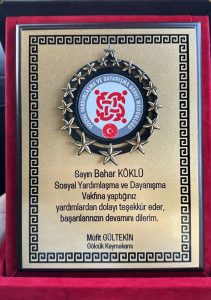 Sayın Bahar KÖKLÜ
Sosyal Yardımlaşma ve Dayanışma
Vakfına yaptığınız
yardımlardan dolayı teşekkür eder,
başarılarınızın devamını dilerim.
Müfit GÜLTEKİN
Gölcük Kaymakamı